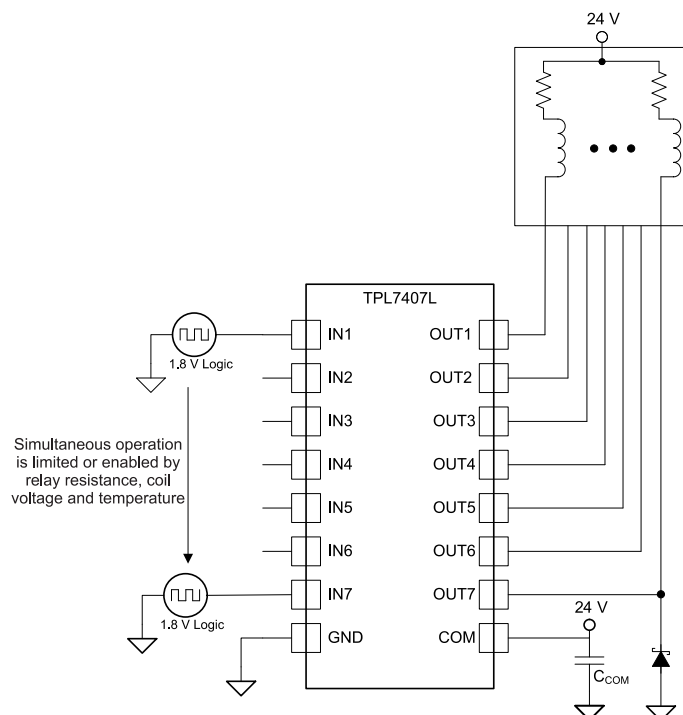 24 V
TPL7407L
IN1
OUT1
1.8 V Logic
IN2
OUT2
IN3
OUT3
Simultaneous operation
is limited or enabled by
relay resistance, coil
voltage and temperature
IN4
OUT4
IN5
OUT5
IN6
OUT6
IN7
OUT7
1.8 V Logic
GND
COM
24 V
CCOM